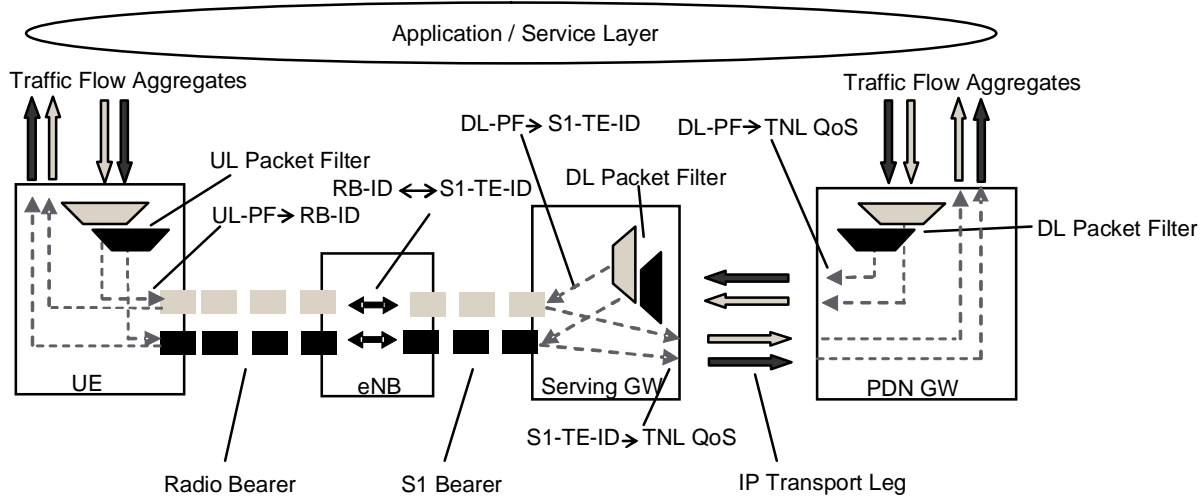 Application / Service Layer
Traffic Flow Aggregates
Traffic Flow Aggregates
DL-PF→S1-TE-ID
DL-PF→TNL QoS
UL Packet Filter
RB-ID ↔ S1-TE-ID
DL Packet Filter
UL-PF→RB-ID
DL Packet Filter
UE
eNB
Serving GW
PDN GW
S1-TE-ID→TNL QoS
Radio Bearer
S1 Bearer
IP Transport Leg